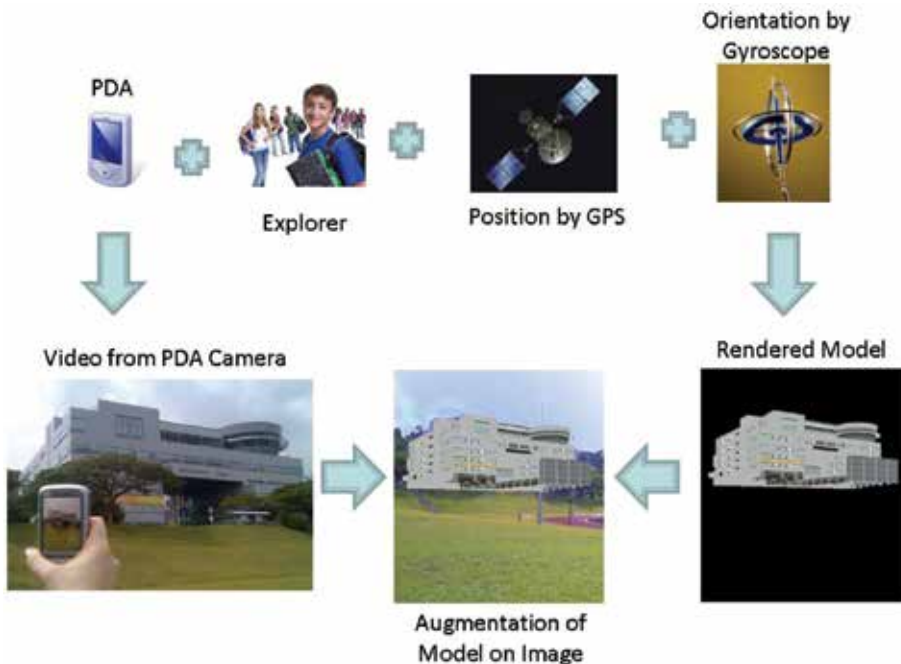 Orientation by
Gyroscope
PDA
Explorer
Position by GPS
Video from PDA Camera
Rendered Model
Augmentation of
Model on Image